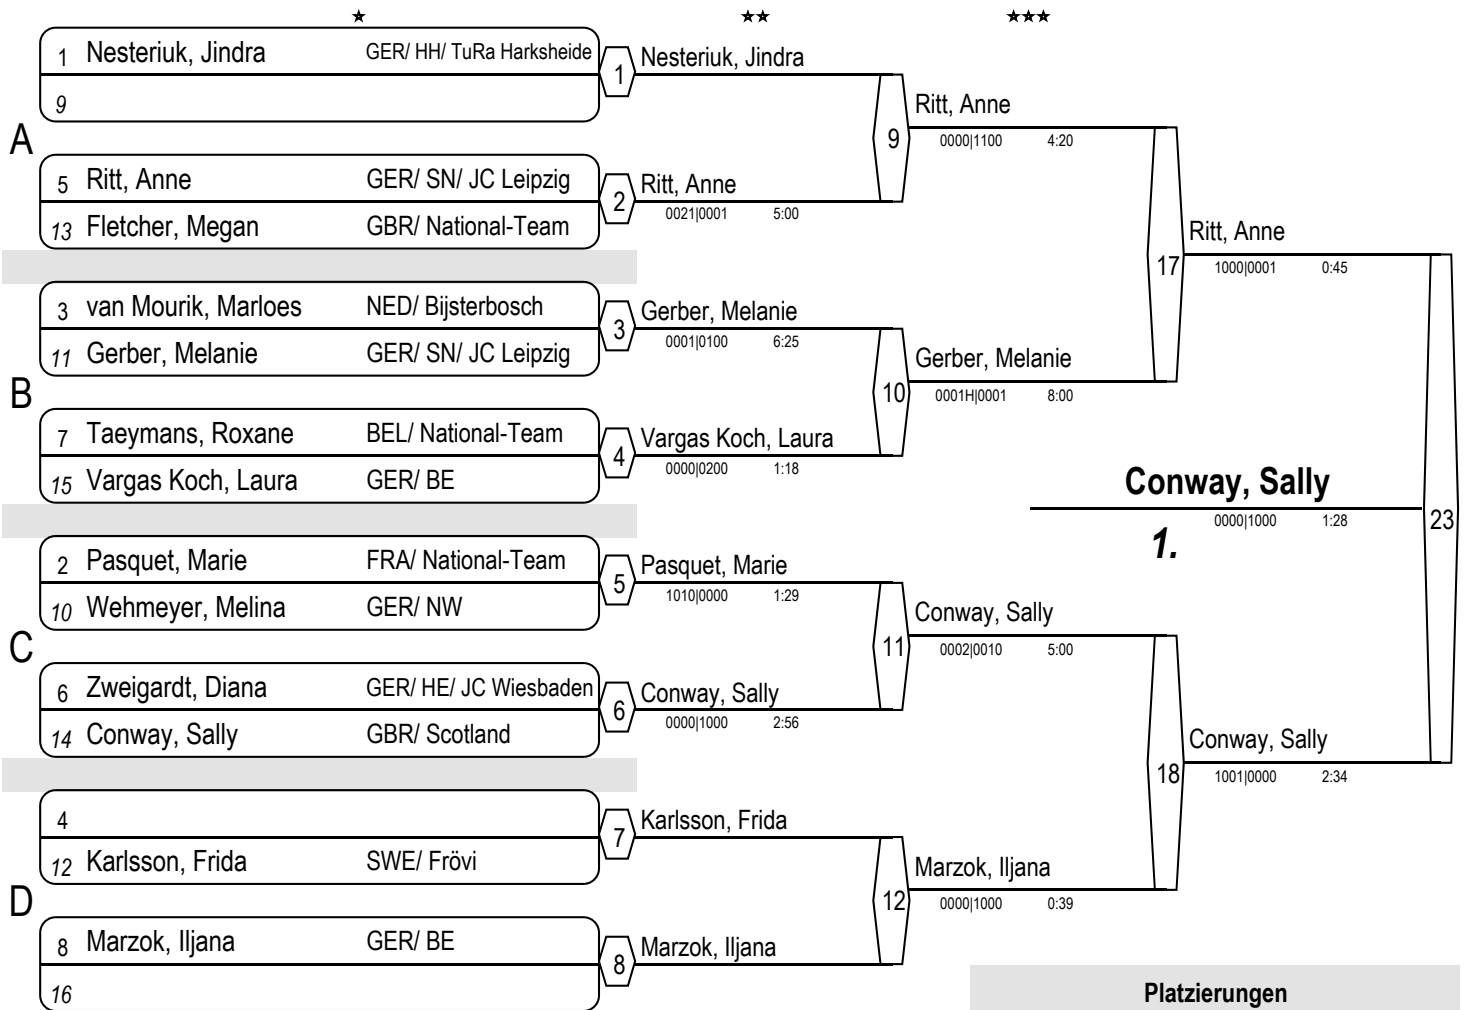 ★ ★★ ★★★
1 Nesteriuk, Jindra GER/ HH/ TuRa Harksheide
9
1
Nesteriuk, Jindra
A
5 Ritt, Anne GER/ SN/ JC Leipzig
13 Fletcher, Megan GBR/ National-Team
2
Ritt, Anne
0021|0001 5:00
9
Ritt, Anne
0000|1100 4:20
3 van Mourik, Marloes NED/ Bijsterbosch
11 Gerber, Melanie GER/ SN/ JC Leipzig
3
Gerber, Melanie
0001|0100 6:25
B
7 Taeymans, Roxane BEL/ National-Team
15 Vargas Koch, Laura GER/ BE
4
Vargas Koch, Laura
0000|0200 1:18
10
Gerber, Melanie
0001H|0001 8:00
17
Ritt, Anne
1000|0001 0:45
2 Pasquet, Marie FRA/ National-Team
10 Wehmeyer, Melina GER/ NW
5
Pasquet, Marie
1010|0000 1:29
C
6 Zweigardt, Diana GER/ HE/ JC Wiesbaden
14 Conway, Sally GBR/ Scotland
6
Conway, Sally
0000|1000 2:56
11
Conway, Sally
0002|0010 5:00
4
12 Karlsson, Frida SWE/ Frövi
7
Karlsson, Frida
D
8 Marzok, Iljana GER/ BE
16
8
Marzok, Iljana
12
Marzok, Iljana
0000|1000 0:39
18
Conway, Sally
1001|0000 2:34
23
Conway, Sally
0000|1000 1:28
1.
Platzierungen